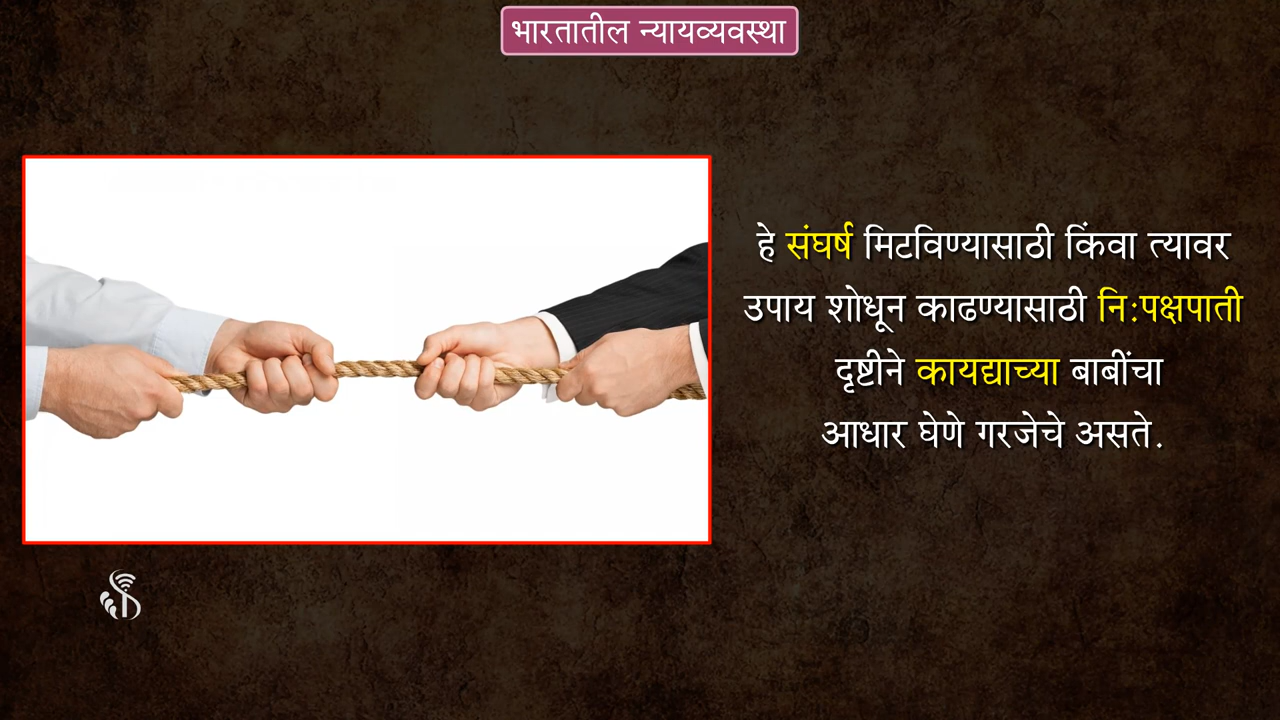 भारतातील न्यायव्यवस्था
हे संघर्ष मिटविण्यासाठी किंवा त्यावर
उपाय शोधून काढण्यासाठी नि:पक्षपाती
दृष्टीने कायद्याच्या बाबींचा
आधार घेणे गरजेचे असते.